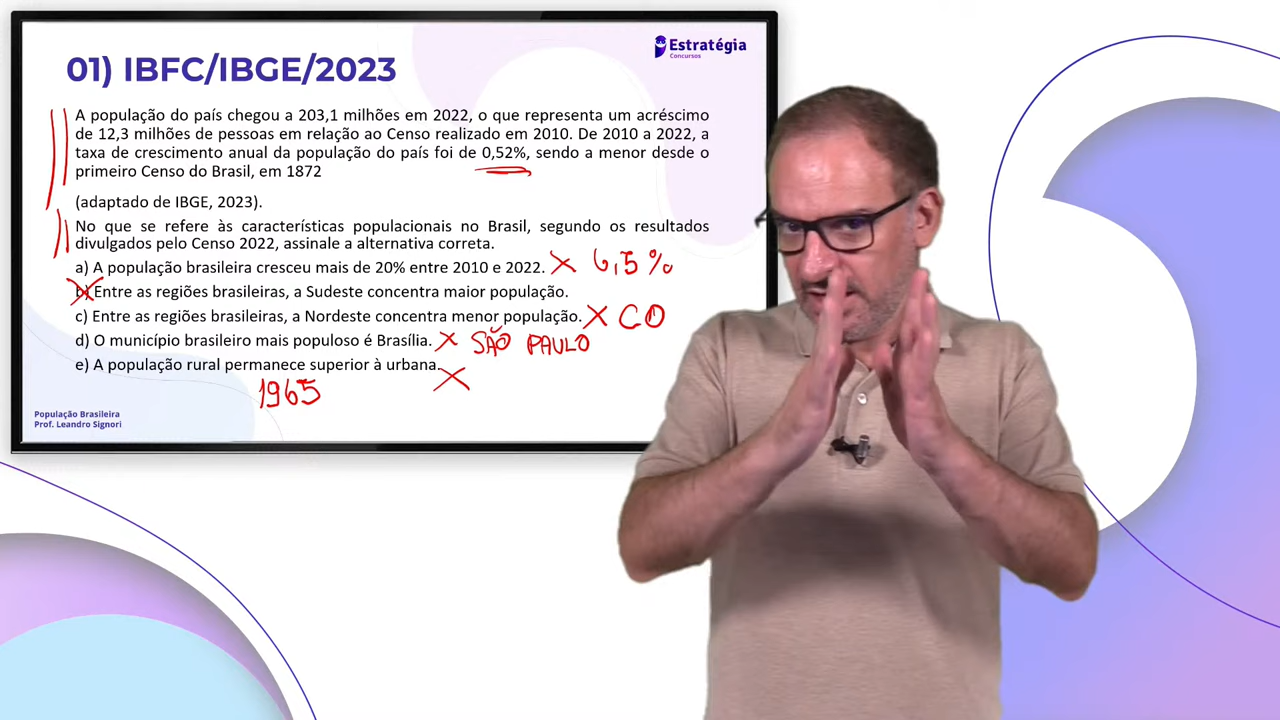 Estratégia
Concursos
01) IBFC/IBGE/2023
A população do país chegou a 203,1 milhões em 2022, o que representa um acréscimo
de 12,3 milhões de pessoas em relação ao Censo realizado em 2010. De 2010 a 2022, a
taxa de crescimento anual da população do país foi de 0,52%, sendo a menor desde o
primeiro Censo do Brasil, em 1872
(adaptado de IBGE, 2023).
No que se refere às características populacionais no Brasil, segundo os resultados
divulgados pelo Censo 2022, assinale a alternativa correta.
a) A população brasileira cresceu mais de 20% entre 2010 e 2022. X 6,5%
b) Entre as regiões brasileiras, a Sudeste concentra maior população.
c) Entre as regiões brasileiras, a Nordeste concentra menor população. X CO
d) O município brasileiro mais populoso é Brasília. X SÃO PAULO
e) A população rural permanece superior à urbana. X
1965
População Brasileira
Prof. Leandro Signori